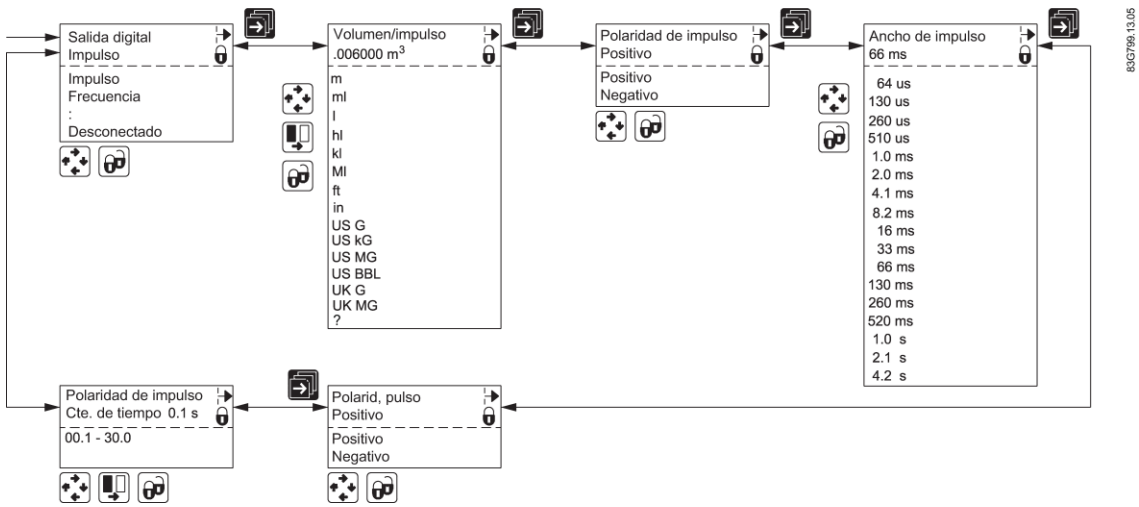 Salida digital
Impulso
Impulso
Frecuencia
:
Desconectado
Volumen/impulso
.006000 m³
m
ml
l
hl
kl
Ml
ft
in
US G
US kG
US MG
US BBL
UK G
UK MG
?
Polaridad de impulso
Positivo
Positivo
Negativo
Ancho de impulso
66 ms
64 us
130 us
260 us
510 us
1.0 ms
2.0 ms
4.1 ms
8.2 ms
16 ms
33 ms
66 ms
130 ms
260 ms
520 ms
1.0 s
2.1 s
4.2 s
83G799.13.05
Polaridad de impulso
Cte. de tiempo 0.1 s
00.1 - 30.0
Polarid, pulso
Positivo
Positivo
Negativo